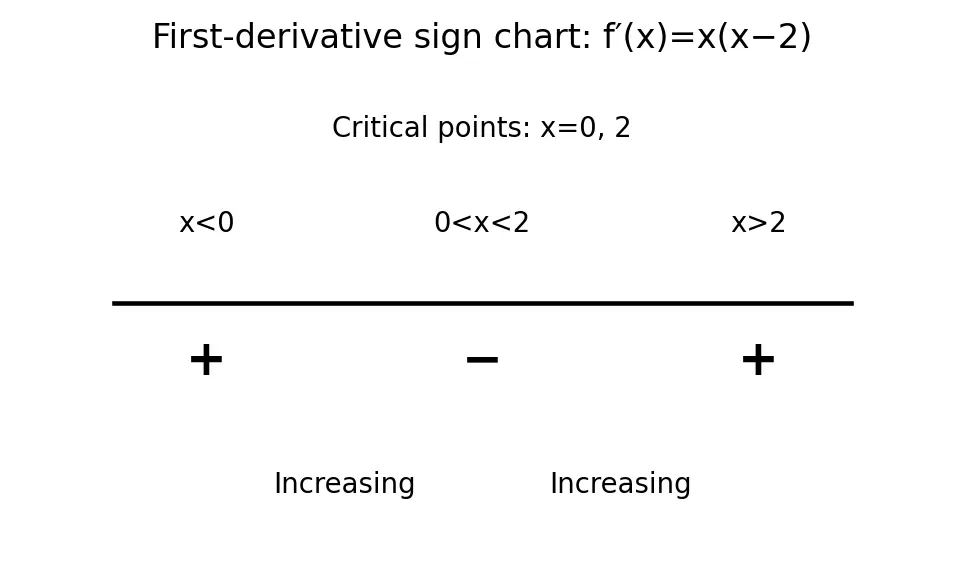 First-derivative sign chart: f′(x)=x(x−2)
Critical points: x=0, 2
x<0 0<x<2 x>2
+ − +
Increasing Increasing